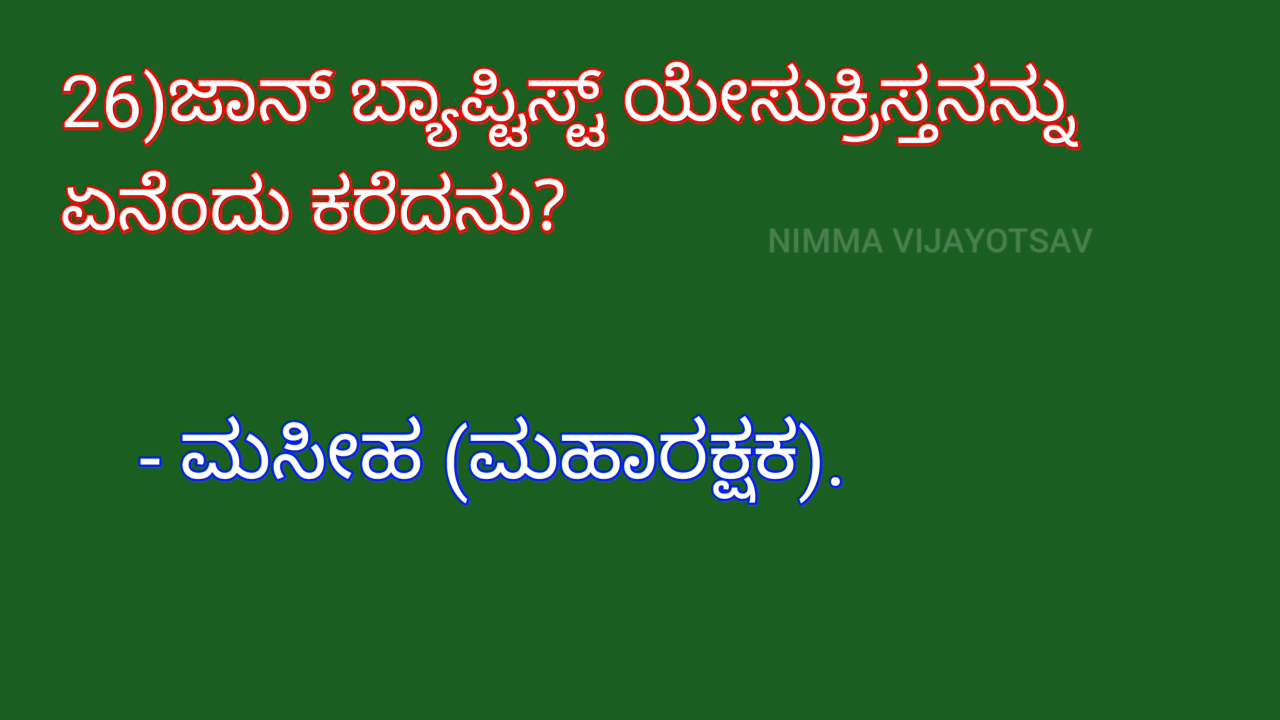 26)ಜಾನ್ ಬ್ಯಾಪ್ಟಿಸ್ಟ್ ಯೇಸುಕ್ರಿಸ್ತನನ್ನು
ಏನೆಂದು ಕರೆದನು?
NIMMA VIJAYOTSAV
- ಮಸೀಹ (ಮಹಾರಕ್ಷಕ).